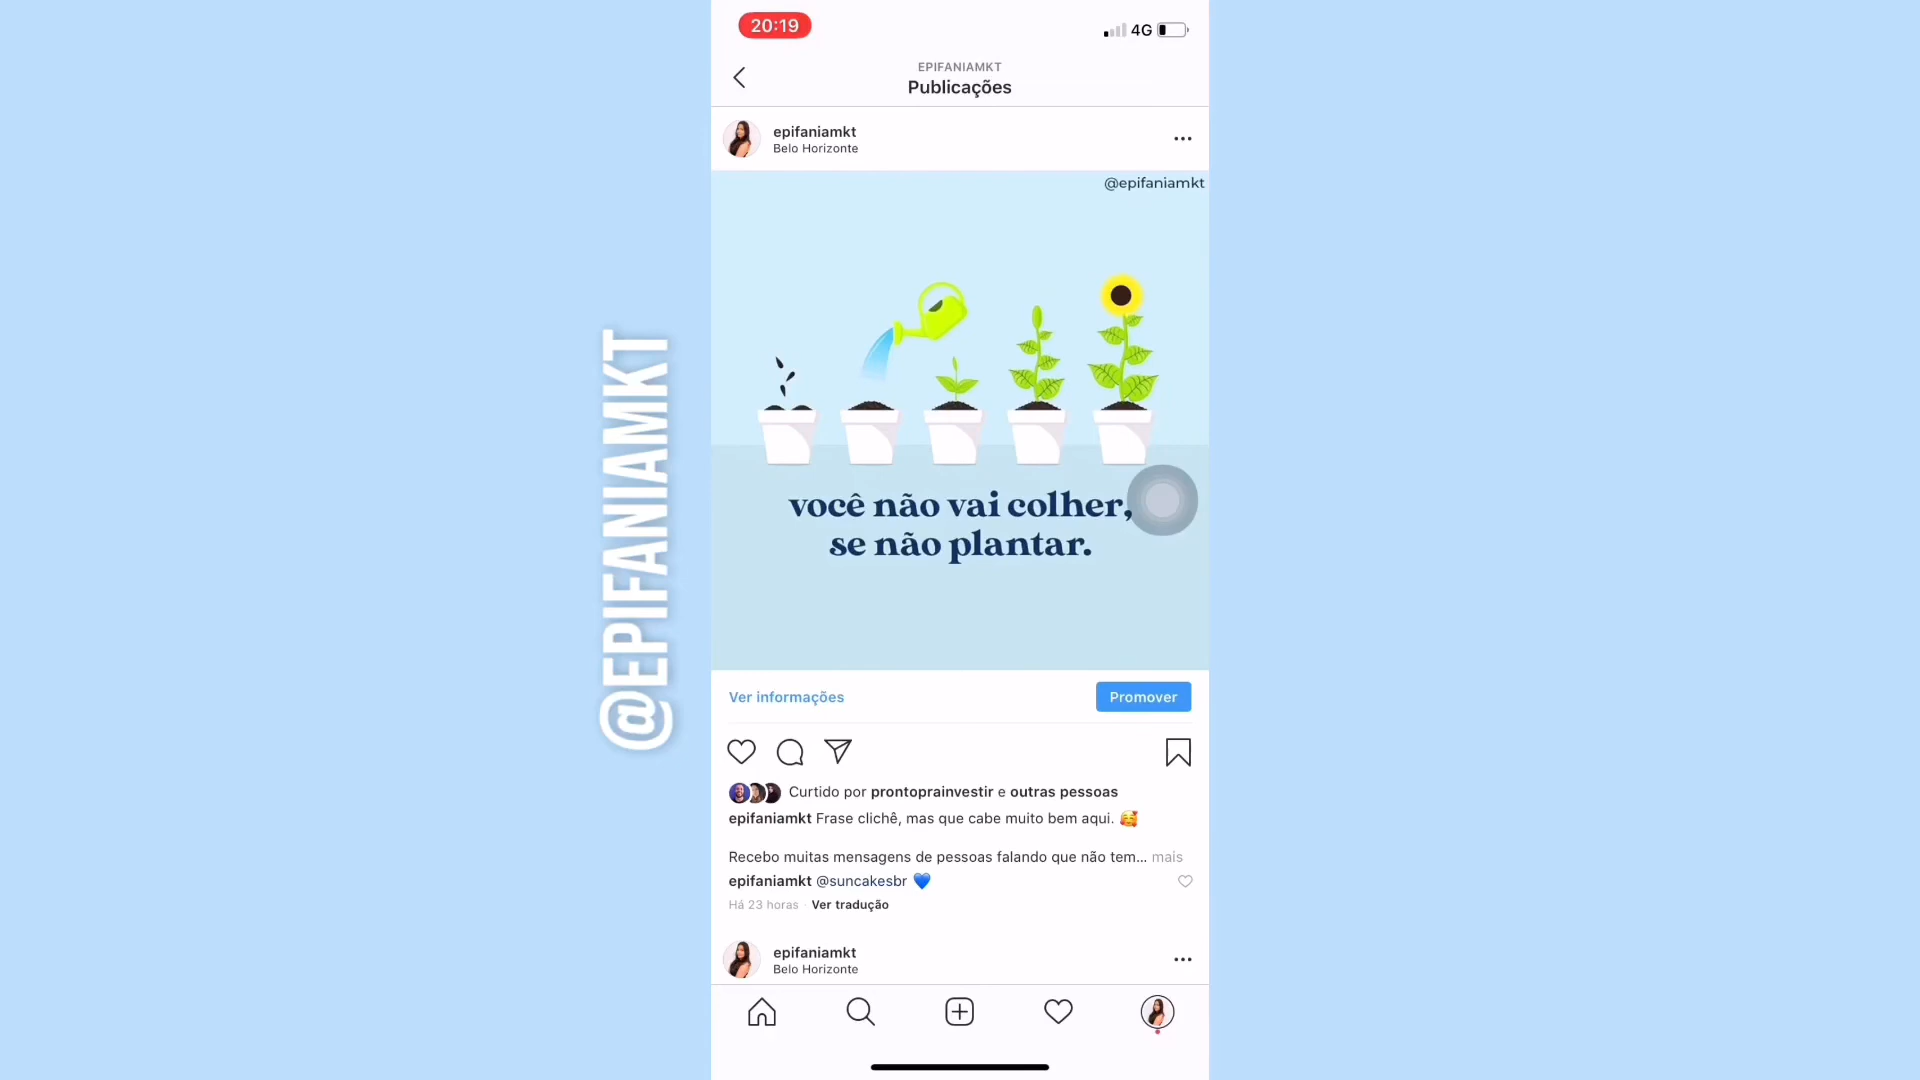 20:19
4G
EPIFANIAMKT
Publicações
epifaniamkt
Belo Horizonte
@epifaniamkt
você não vai colher,
se não plantar.
@EPIFANIAMKT
Ver informações
Promover
Curtido por prontoprainvestir e outras pessoas
epifaniamkt Frase clichê, mas que cabe muito bem aqui. 🥰
Recebo muitas mensagens de pessoas falando que não tem... mais
epifaniamkt @suncakesbr 💙
Há 23 horas · Ver tradução
epifaniamkt
Belo Horizonte